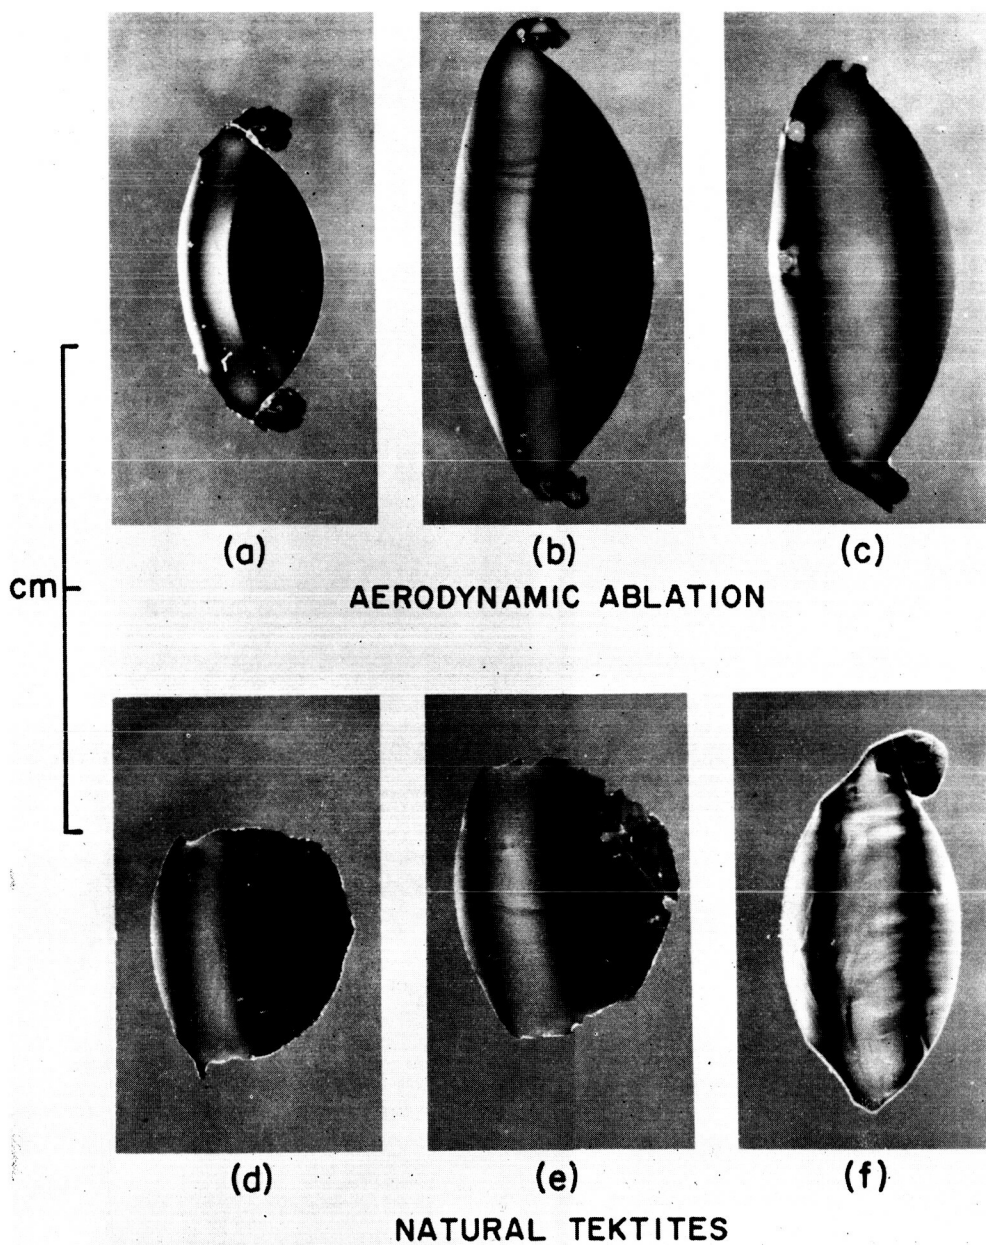 (a) (b) (c)
AERODYNAMIC ABLATION
cm
(d) (e) (f)
NATURAL TEKTITES